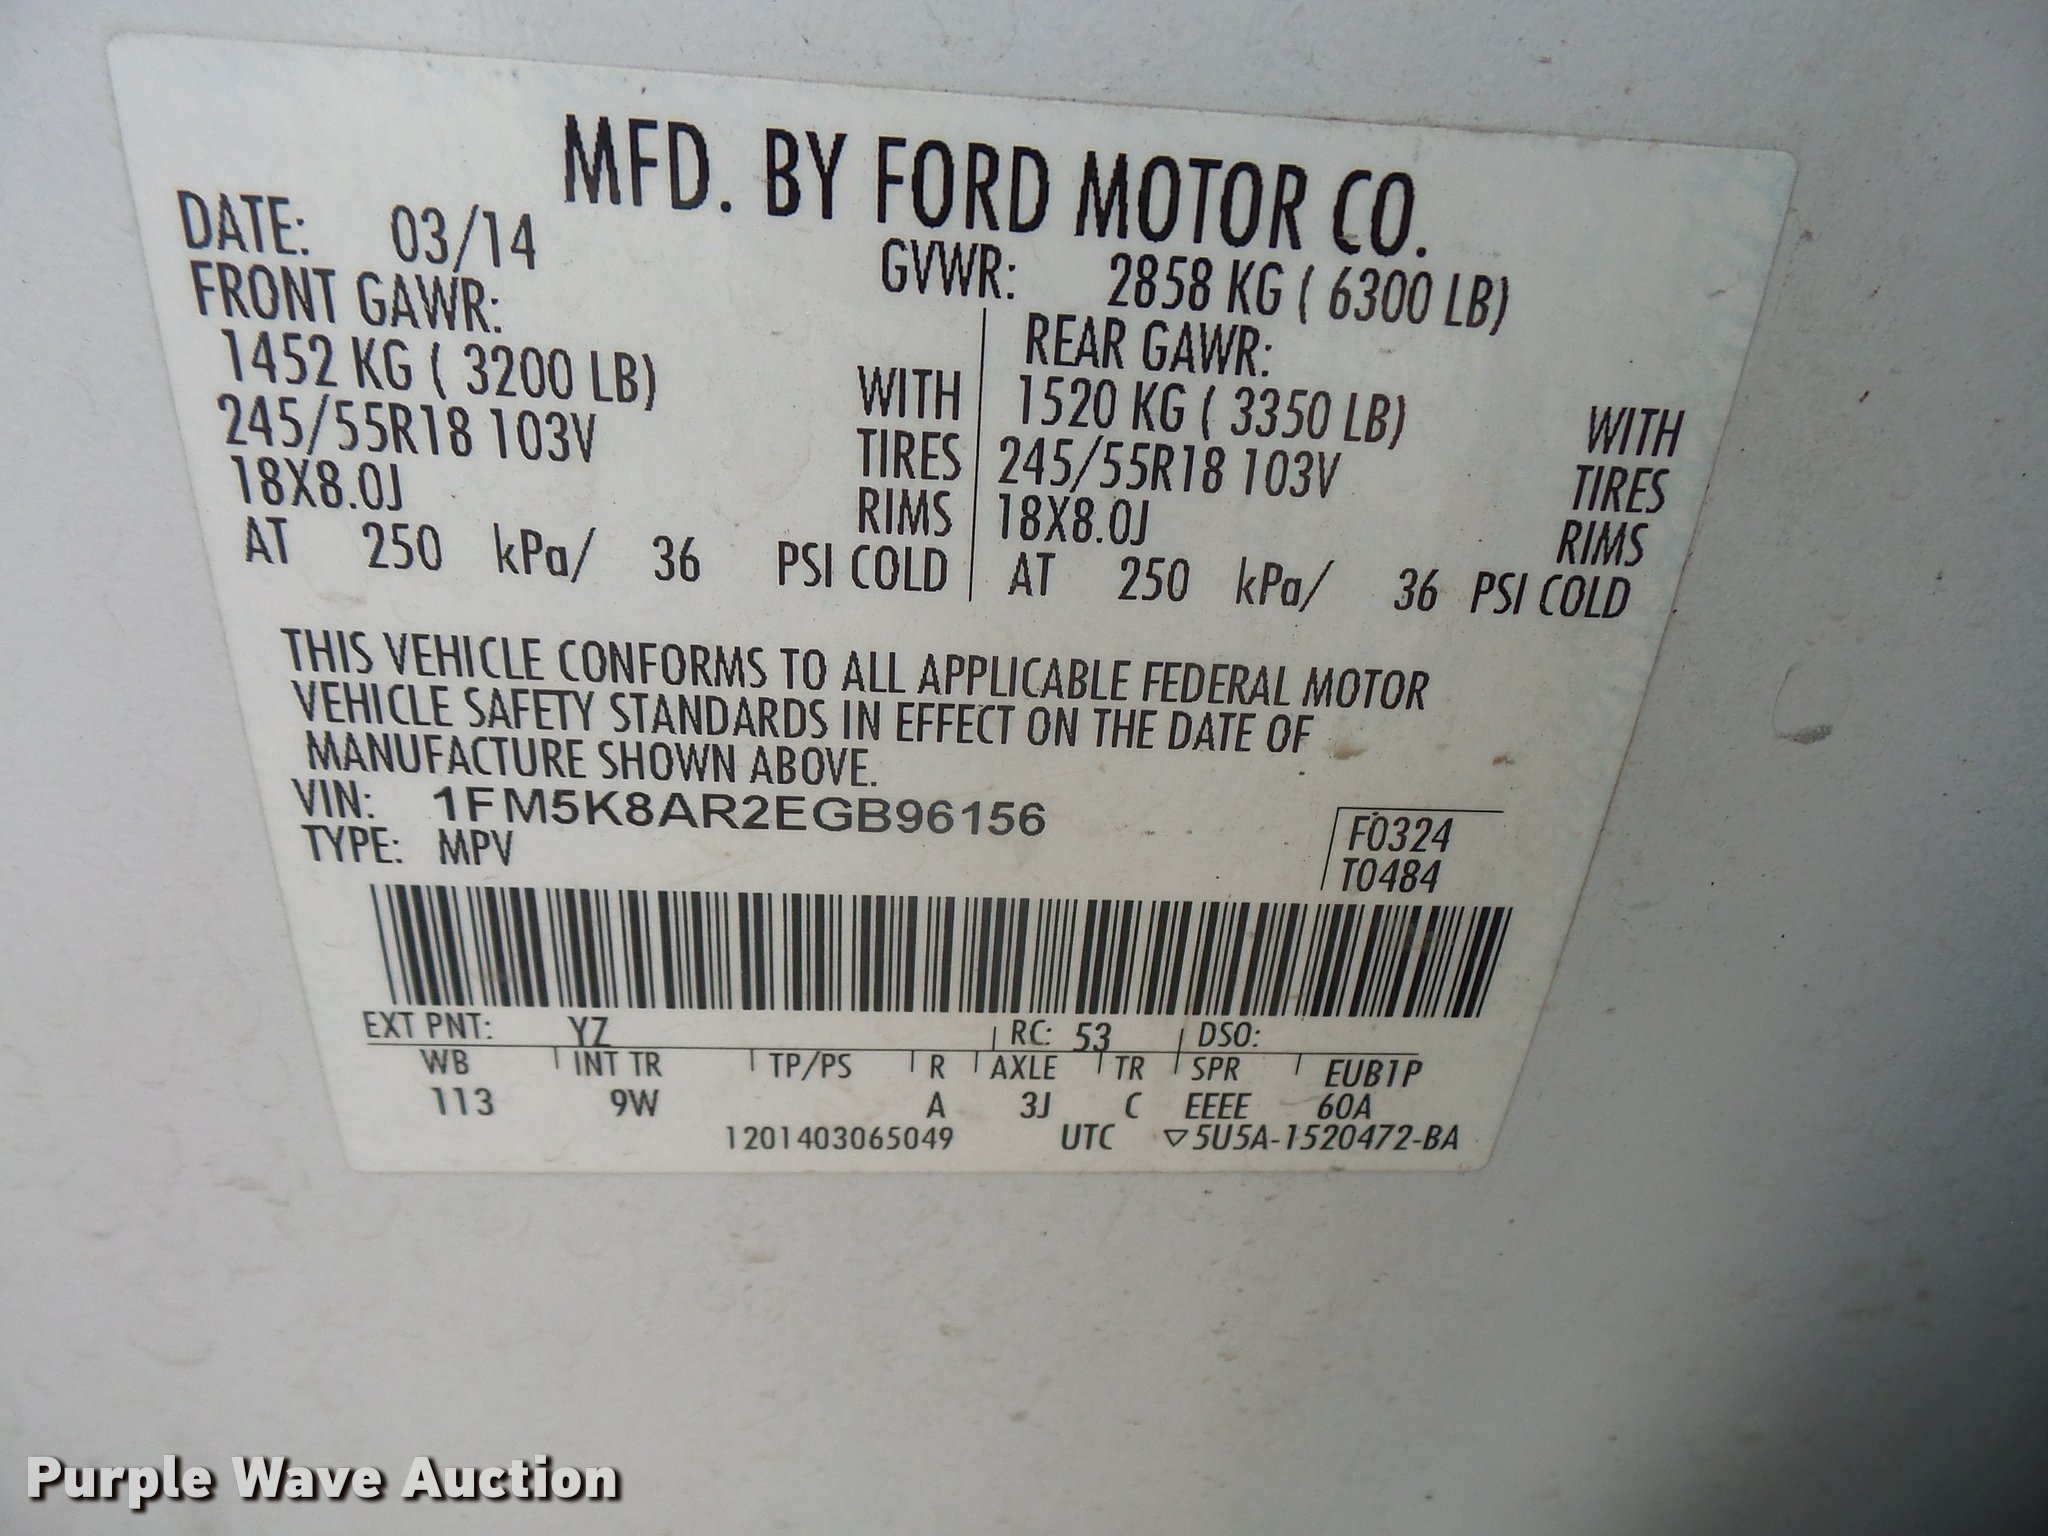 MFD. BY FORD MOTOR CO.
DATE: 03/14 GVWR: 2858 KG ( 6300 LB)
FRONT GAWR: REAR GAWR:
1452 KG ( 3200 LB) WITH 1520 KG ( 3350 LB) WITH
245/55R18 103V TIRES 245/55R18 103V TIRES
18X8.0J RIMS 18X8.0J RIMS
AT 250 kPa/ 36 PSI COLD AT 250 kPa/ 36 PSI COLD
THIS VEHICLE CONFORMS TO ALL APPLICABLE FEDERAL MOTOR
VEHICLE SAFETY STANDARDS IN EFFECT ON THE DATE OF
MANUFACTURE SHOWN ABOVE.
VIN: 1FM5K8AR2EGB96156 F0324
TYPE: MPV T0484
EXT PNT: YZ RC: 53 DSO:
WB INT TR TP/PS R AXLE TR SPR EUB1P
113 9W A 3J C EEEE 60A
1201403065049 UTC ▽5U5A-1520472-BA
Purple Wave Auction